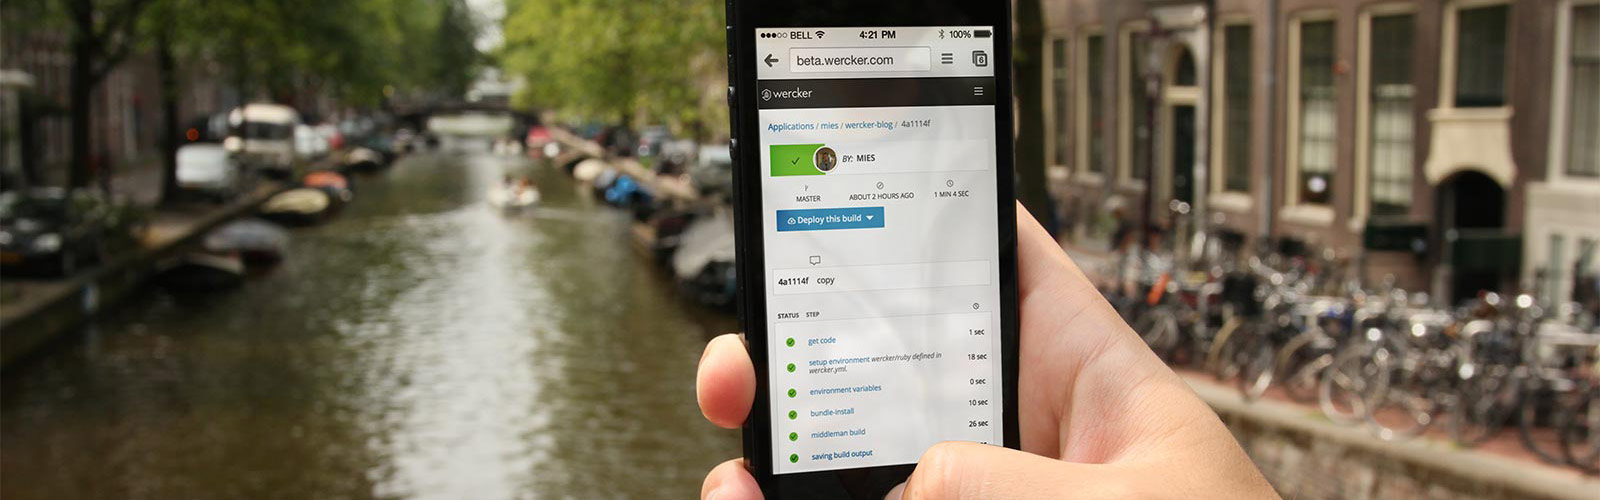 BELL 4:21 PM 100%
beta.wercker.com 6
wercker
Applications / mies / wercker-blog / 4a1114f
BY: MIES
MASTER ABOUT 2 HOURS AGO 1 MIN 4 SEC
Deploy this build
4a1114f copy
STATUS STEP
get code 1 sec
setup environment wercker/ruby defined in 18 sec
wercker.yml.
environment variables 0 sec
bundle-install 10 sec
middleman build 26 sec
saving build output